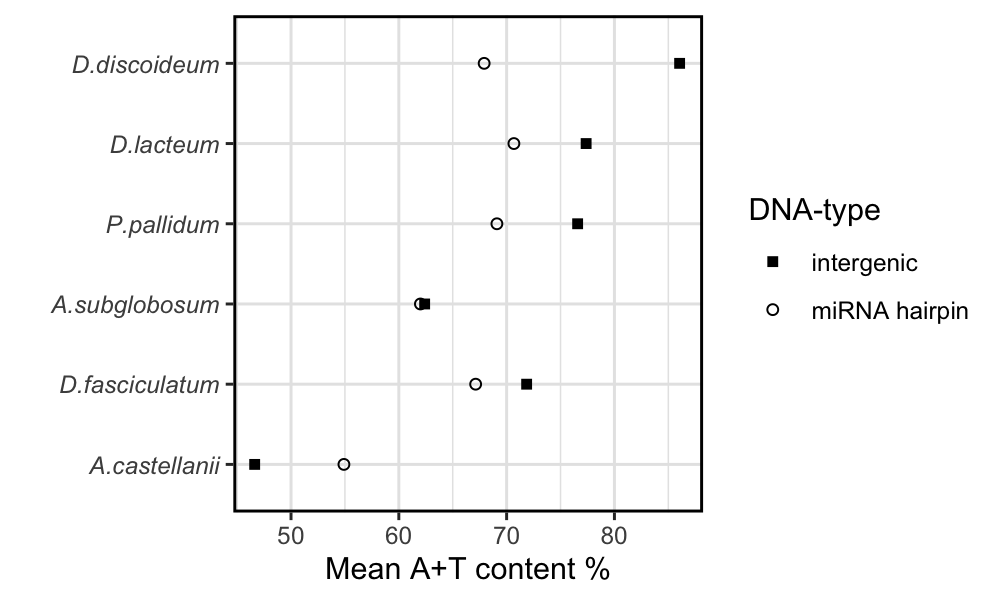 D.discoideum
D.lacteum
P.pallidum
A.subglobosum
D.fasciculatum
A.castellanii
50 60 70 80
Mean A+T content %
DNA-type
intergenic
miRNA hairpin